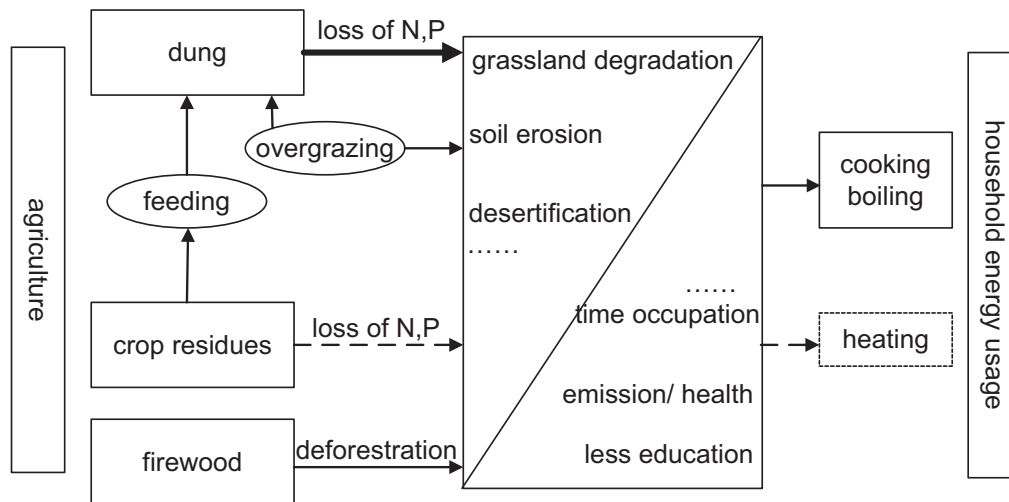 agriculture
dung
loss of N,P
overgrazing
feeding
crop residues
loss of N,P
firewood
deforestration
grassland degradation
soil erosion
desertification
……
……
time occupation
emission/ health
less education
cooking
boiling
heating
household energy usage